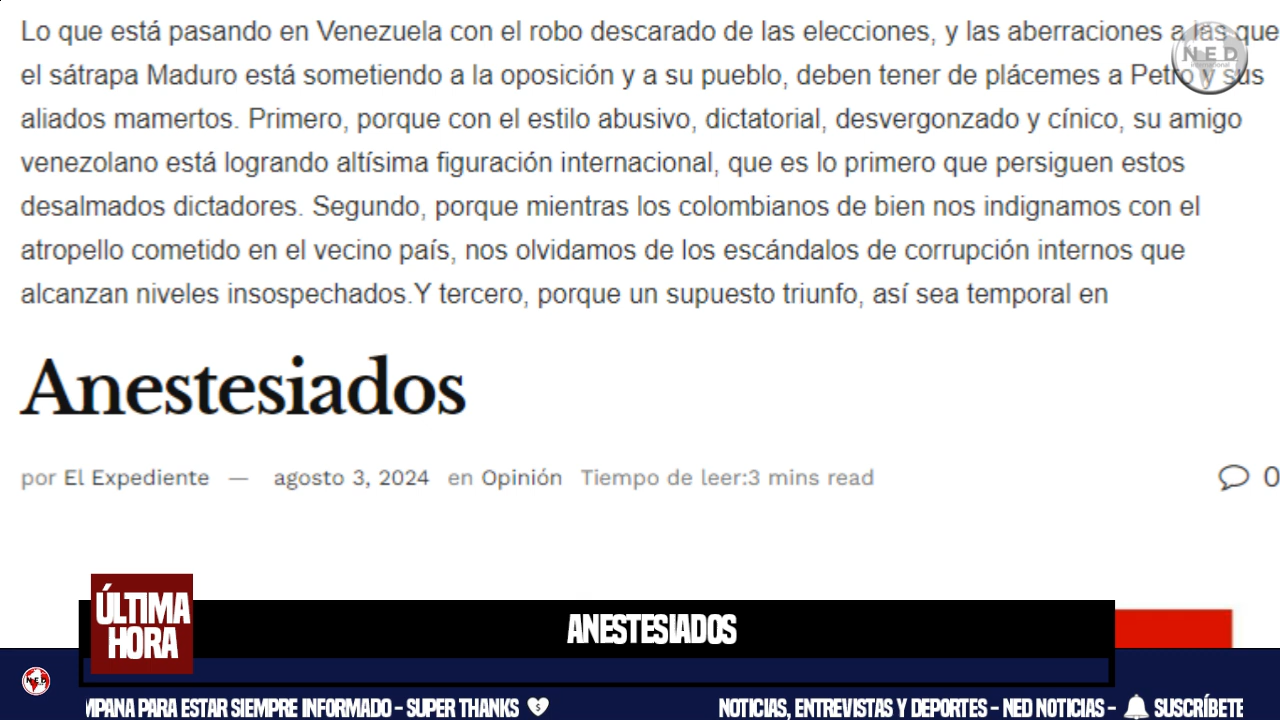 Lo que está pasando en Venezuela con el robo descarado de las elecciones, y las aberraciones a las que
el sátrapa Maduro está sometiendo a la oposición y a su pueblo, deben tener de plácemes a Petro y sus
aliados mamertos. Primero, porque con el estilo abusivo, dictatorial, desvergonzado y cínico, su amigo
venezolano está logrando altísima figuración internacional, que es lo primero que persiguen estos
desalmados dictadores. Segundo, porque mientras los colombianos de bien nos indignamos con el
atropello cometido en el vecino país, nos olvidamos de los escándalos de corrupción internos que
alcanzan niveles insospechados.Y tercero, porque un supuesto triunfo, así sea temporal en
NED
International
Anestesiados
por El Expediente — agosto 3, 2024 en Opinión Tiempo de leer:3 mins read 0
ÚLTIMA
HORA
ANESTESIADOS
NED
MPANA PARA ESTAR SIEMPRE INFORMADO - SUPER THANKS $ NOTICIAS, ENTREVISTAS Y DEPORTES - NED NOTICIAS - SUSCRÍBETE